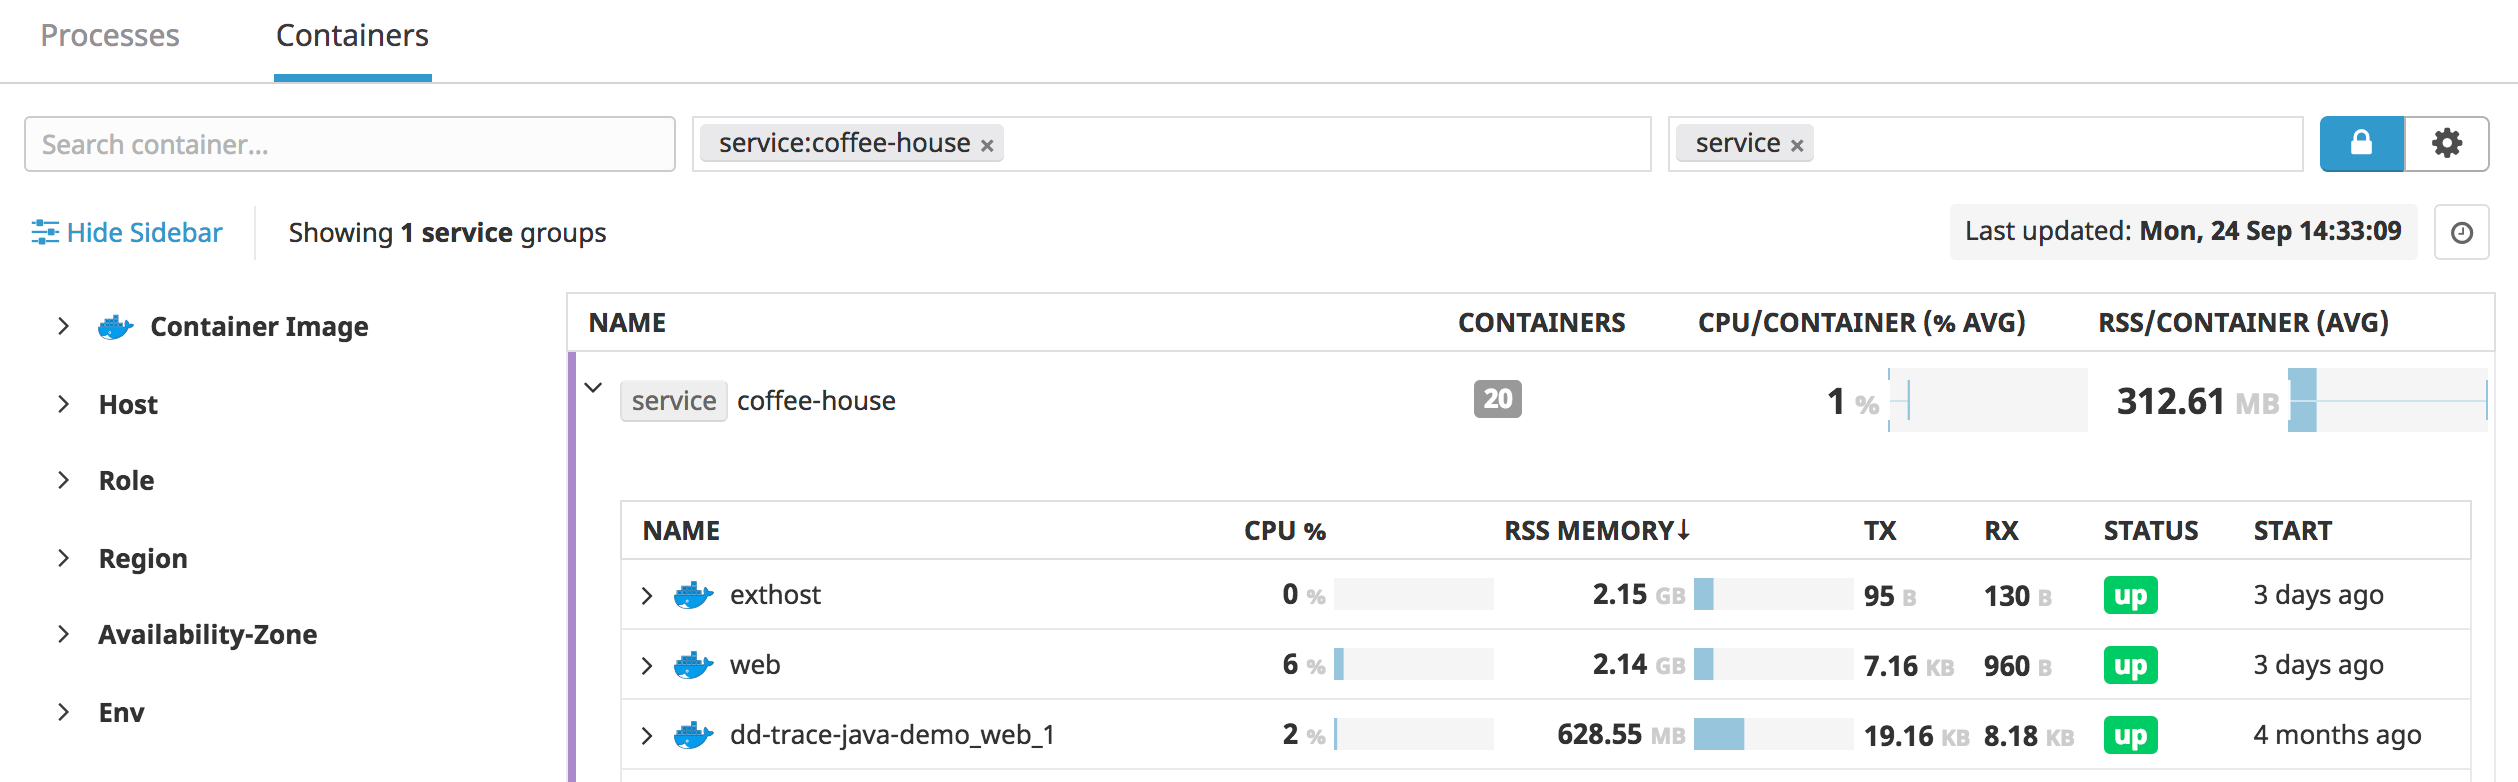 Processes Containers
Search container... service:coffee-house × service ×
Hide Sidebar Showing 1 service groups Last updated: Mon, 24 Sep 14:33:09
Container Image
Host
Role
Region
Availability-Zone
Env
NAME CONTAINERS CPU/CONTAINER (% AVG) RSS/CONTAINER (AVG)
service coffee-house 20 1 % 312.61 MB
NAME CPU % RSS MEMORY↓ TX RX STATUS START
exthost 0 % 2.15 GB 95 B 130 B up 3 days ago
web 6 % 2.14 GB 7.16 KB 960 B up 3 days ago
dd-trace-java-demo_web_1 2 % 628.55 MB 19.16 KB 8.18 KB up 4 months ago